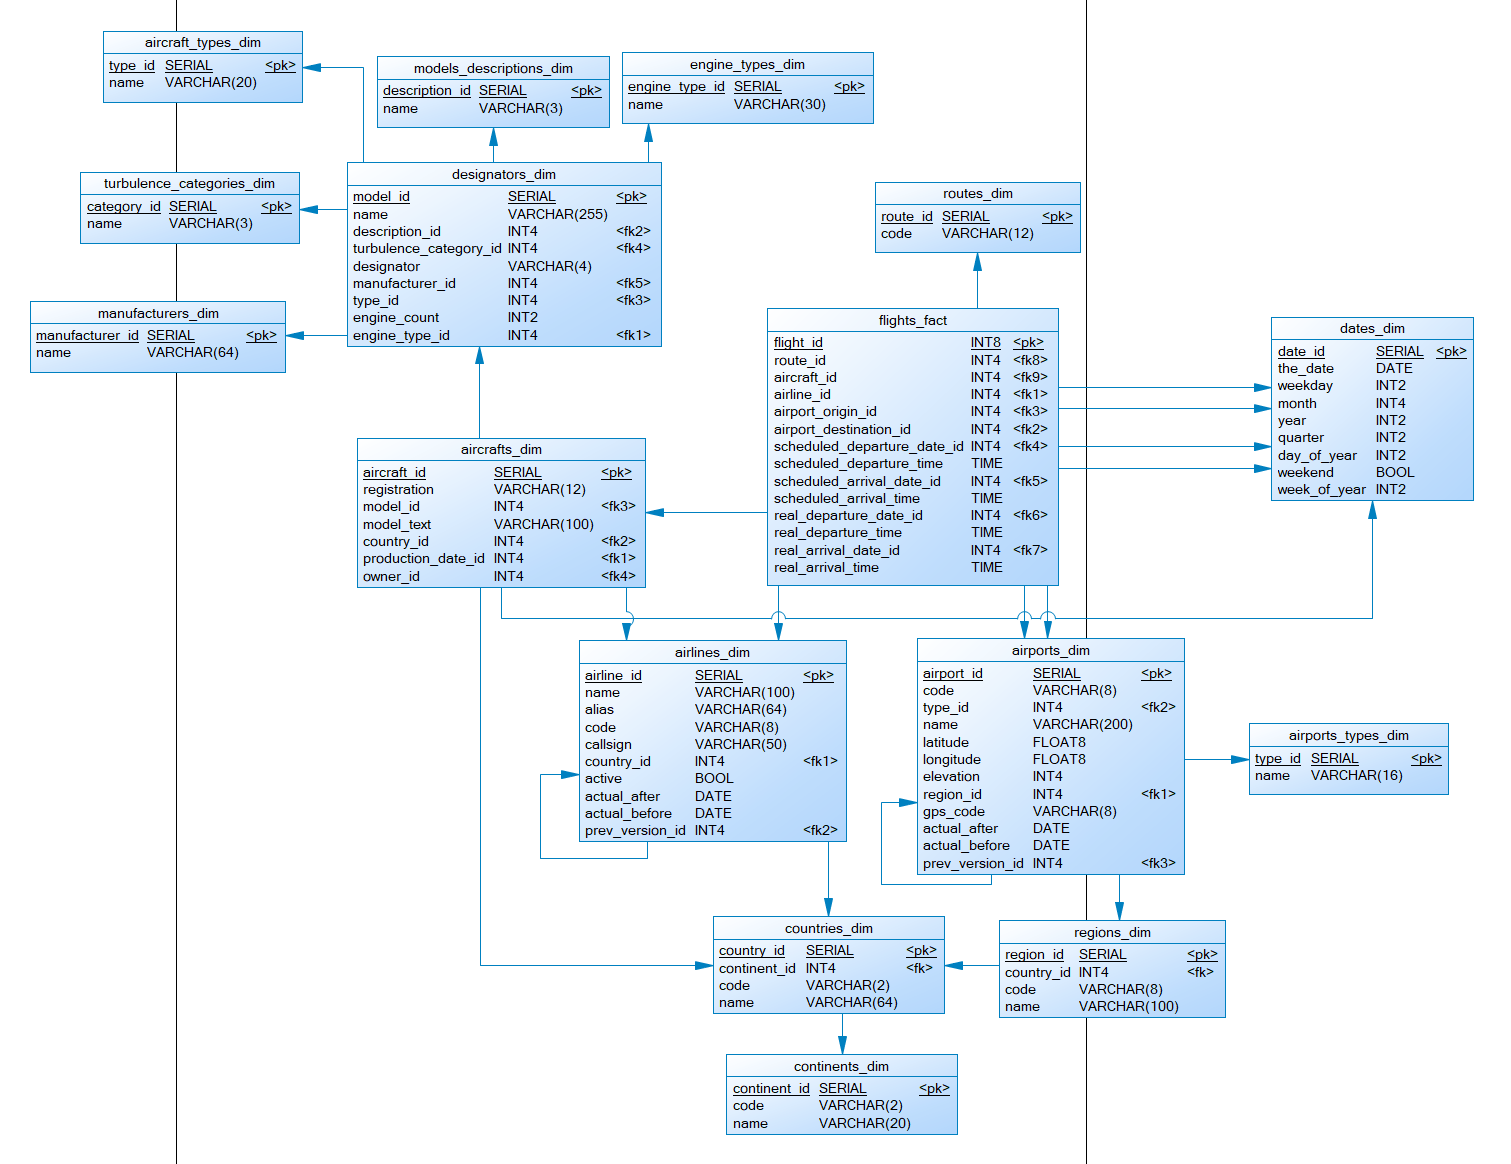 aircraft_types_dim
type_id SERIAL <pk>
name VARCHAR(20)
models_descriptions_dim
description_id SERIAL <pk>
name VARCHAR(3)
engine_types_dim
engine_type_id SERIAL <pk>
name VARCHAR(30)
turbulence_categories_dim
category_id SERIAL <pk>
name VARCHAR(3)
designators_dim
model_id SERIAL <pk>
name VARCHAR(255)
description_id INT4 <fk2>
turbulence_category_id INT4 <fk4>
designator VARCHAR(4)
manufacturer_id INT4 <fk5>
type_id INT4 <fk3>
engine_count INT2
engine_type_id INT4 <fk1>
routes_dim
route_id SERIAL <pk>
code VARCHAR(12)
manufacturers_dim
manufacturer_id SERIAL <pk>
name VARCHAR(64)
flights_fact
flight_id INT8 <pk>
route_id INT4 <fk8>
aircraft_id INT4 <fk9>
airline_id INT4 <fk1>
airport_origin_id INT4 <fk3>
airport_destination_id INT4 <fk2>
scheduled_departure_date_id INT4 <fk4>
scheduled_departure_time TIME
scheduled_arrival_date_id INT4 <fk5>
scheduled_arrival_time TIME
real_departure_date_id INT4 <fk6>
real_departure_time TIME
real_arrival_date_id INT4 <fk7>
real_arrival_time TIME
dates_dim
date_id SERIAL <pk>
the_date DATE
weekday INT2
month INT4
year INT2
quarter INT2
day_of_year INT2
weekend BOOL
week_of_year INT2
aircrafts_dim
aircraft_id SERIAL <pk>
registration VARCHAR(12)
model_id INT4 <fk3>
model_text VARCHAR(100)
country_id INT4 <fk2>
production_date_id INT4 <fk1>
owner_id INT4 <fk4>
airlines_dim
airline_id SERIAL <pk>
name VARCHAR(100)
alias VARCHAR(64)
code VARCHAR(8)
callsign VARCHAR(50)
country_id INT4 <fk1>
active BOOL
actual_after DATE
actual_before DATE
prev_version_id INT4 <fk2>
airports_dim
airport_id SERIAL <pk>
code VARCHAR(8)
type_id INT4 <fk2>
name VARCHAR(200)
latitude FLOAT8
longitude FLOAT8
elevation INT4
region_id INT4 <fk1>
gps_code VARCHAR(8)
actual_after DATE
actual_before DATE
prev_version_id INT4 <fk3>
airports_types_dim
type_id SERIAL <pk>
name VARCHAR(16)
countries_dim
country_id SERIAL <pk>
continent_id INT4 <fk>
code VARCHAR(2)
name VARCHAR(64)
regions_dim
region_id SERIAL <pk>
country_id INT4 <fk>
code VARCHAR(8)
name VARCHAR(100)
continents_dim
continent_id SERIAL <pk>
code VARCHAR(2)
name VARCHAR(20)